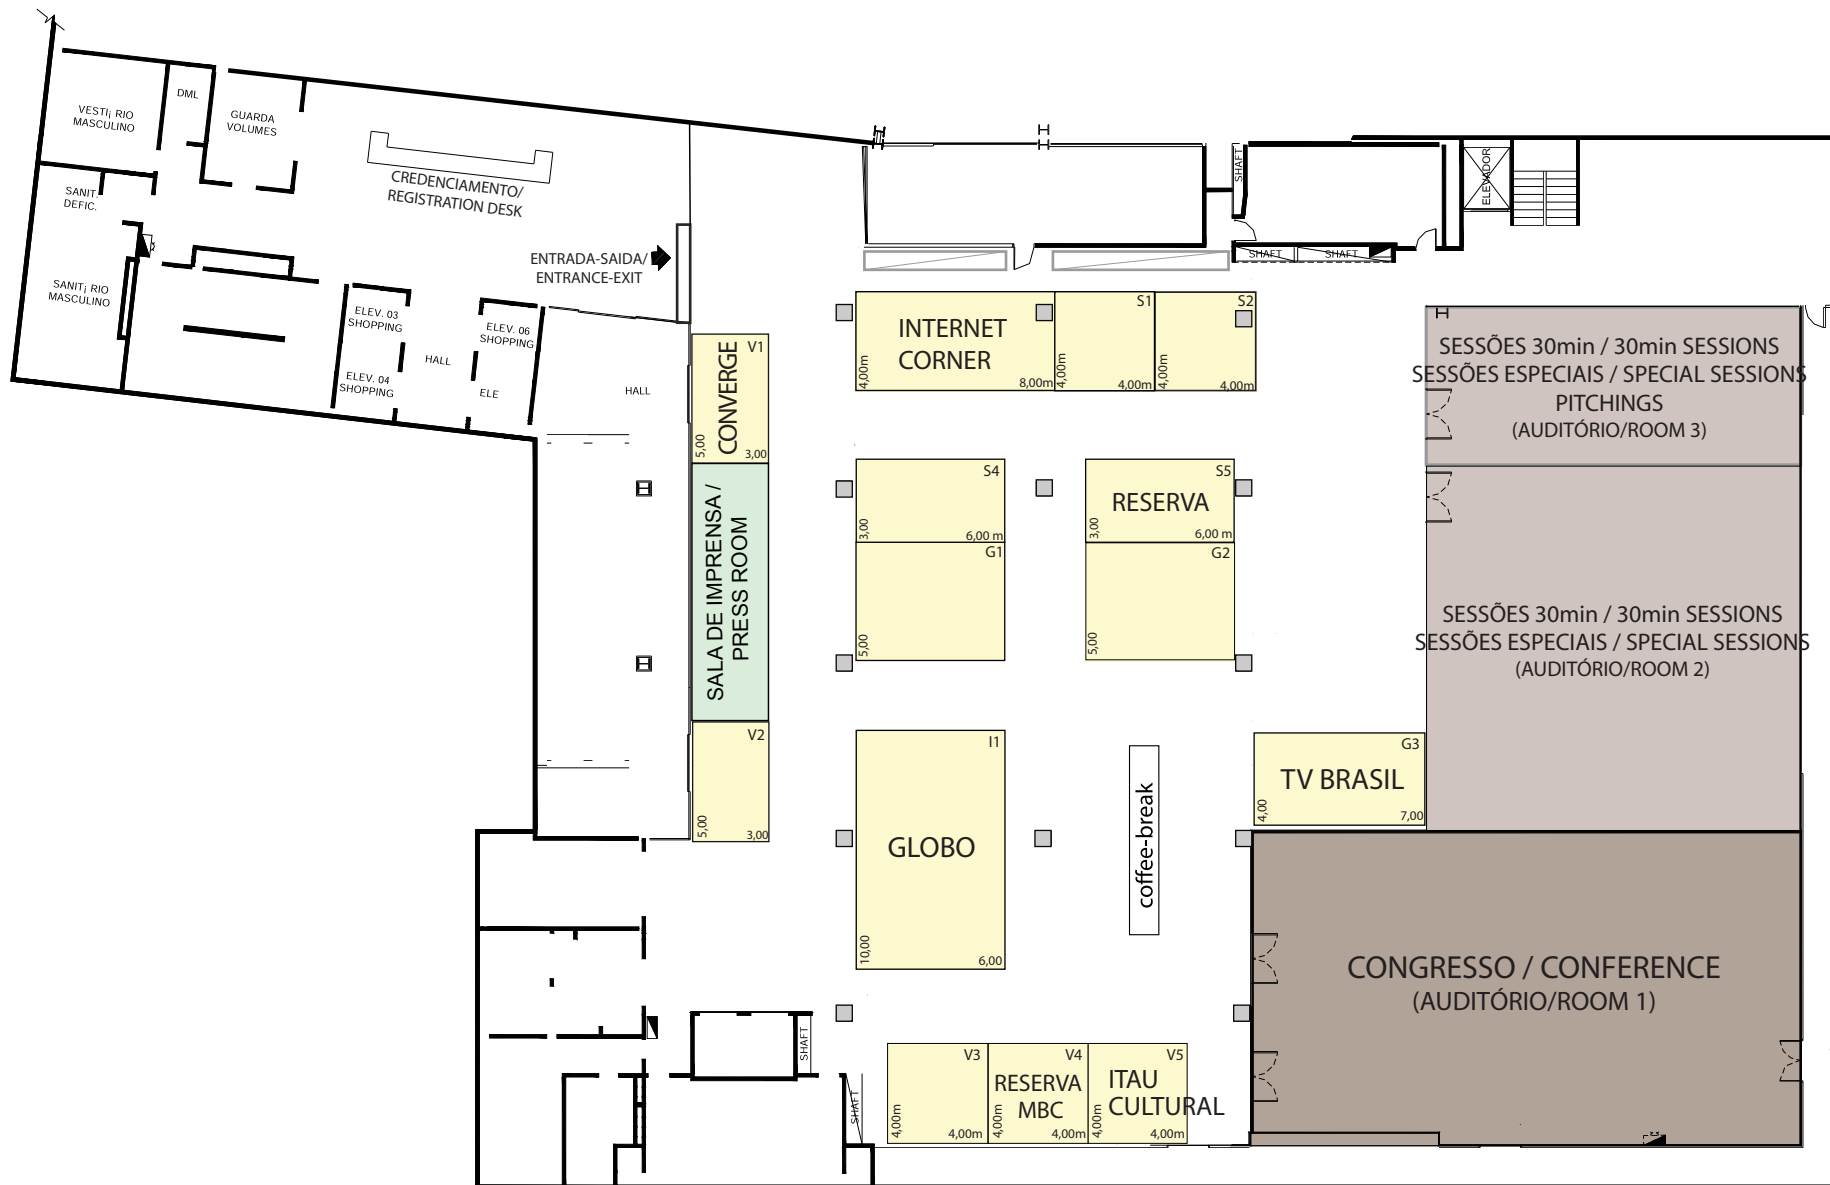 VESTI¡ RIO
MASCULINO
DML
GUARDA
VOLUMES
CREDENCIAMENTO/
REGISTRATION DESK
SANIT.
DEFIC.
SANIT¡ RIO
MASCULINO
ENTRADA-SAIDA/
ENTRANCE-EXIT
ELEV. 03
SHOPPING
ELEV. 04
SHOPPING
HALL
ELEV. 06
SHOPPING
ELE
HALL
SHAFT
ELEVADOR
SHAFT
SHAFT
V1
CONVERGE
5,00
3,00
SALA DE IMPRENSA /
PRESS ROOM
V2
5,00
3,00
INTERNET
CORNER
4,00m
8,00m
S1
4,00m
4,00m
S2
4,00m
4,00m
S4
3,00
6,00 m
G1
5,00
S5
RESERVA
3,00
6,00 m
G2
5,00
SESSÕES 30min / 30min SESSIONS
SESSÕES ESPECIAIS / SPECIAL SESSIONS
PITCHINGS
(AUDITÓRIO/ROOM 3)
SESSÕES 30min / 30min SESSIONS
SESSÕES ESPECIAIS / SPECIAL SESSIONS
(AUDITÓRIO/ROOM 2)
I1
GLOBO
10,00
6,00
coffee-break
G3
TV BRASIL
4,00
7,00
CONGRESSO / CONFERENCE
(AUDITÓRIO/ROOM 1)
SHAFT
SHAFT
V3
4,00m
4,00m
V4
RESERVA
MBC
4,00m
4,00m
V5
ITAU
CULTURAL
4,00m
4,00m